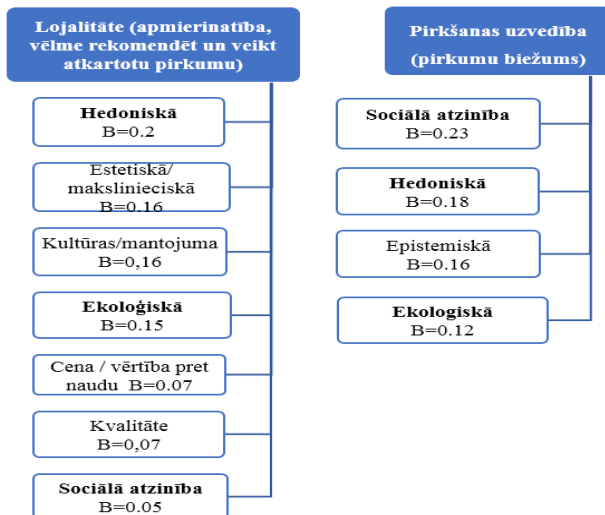 Lojalitāte (apmierinatība,
vēlme rekomendēt un veikt
atkartotu pirkumu)
Hedoniskā
B=0.2
Estetiskā/
makslinieciskā
B=0.16
Kultūras/mantojuma
B=0,16
Ekoloģiskā
B=0.15
Cena / vērtība pret
naudu B=0.07
Kvalitāte
B=0,07
Sociālā atzinība
B=0.05
Pirkšanas uzvedība
(pirkumu biežums)
Sociālā atzinība
B=0.23
Hedoniskā
B=0.18
Epistemiskā
B=0.16
Ekologiskā
B=0.12